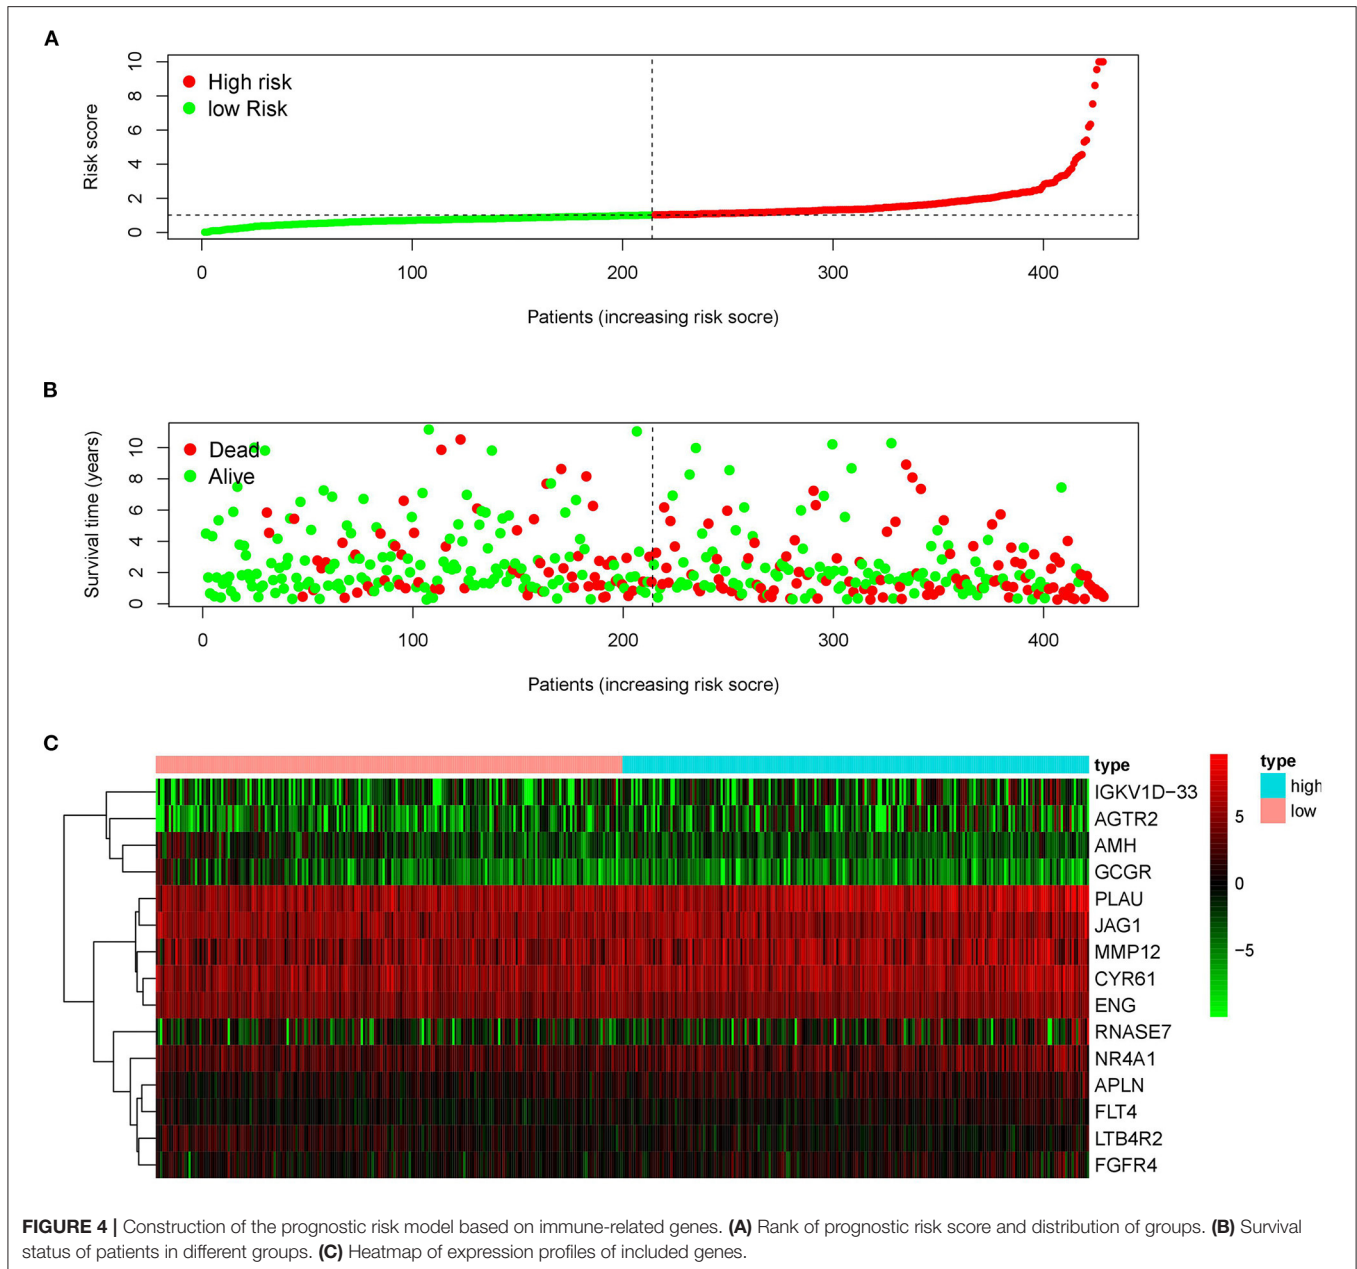 A
10
8
6
4
2
0
Risk score
High risk
low Risk
0 100 200 300 400
Patients (increasing risk socre)
B
10
8
6
4
2
0
Survival time (years)
Dead
Alive
0 100 200 300 400
Patients (increasing risk socre)
C
type
IGKV1D−33
AGTR2
AMH
GCGR
PLAU
JAG1
MMP12
CYR61
ENG
RNASE7
NR4A1
APLN
FLT4
LTB4R2
FGFR4
5
0
−5
type
high
low
FIGURE 4 | Construction of the prognostic risk model based on immune-related genes. (A) Rank of prognostic risk score and distribution of groups. (B) Survival
status of patients in different groups. (C) Heatmap of expression profiles of included genes.